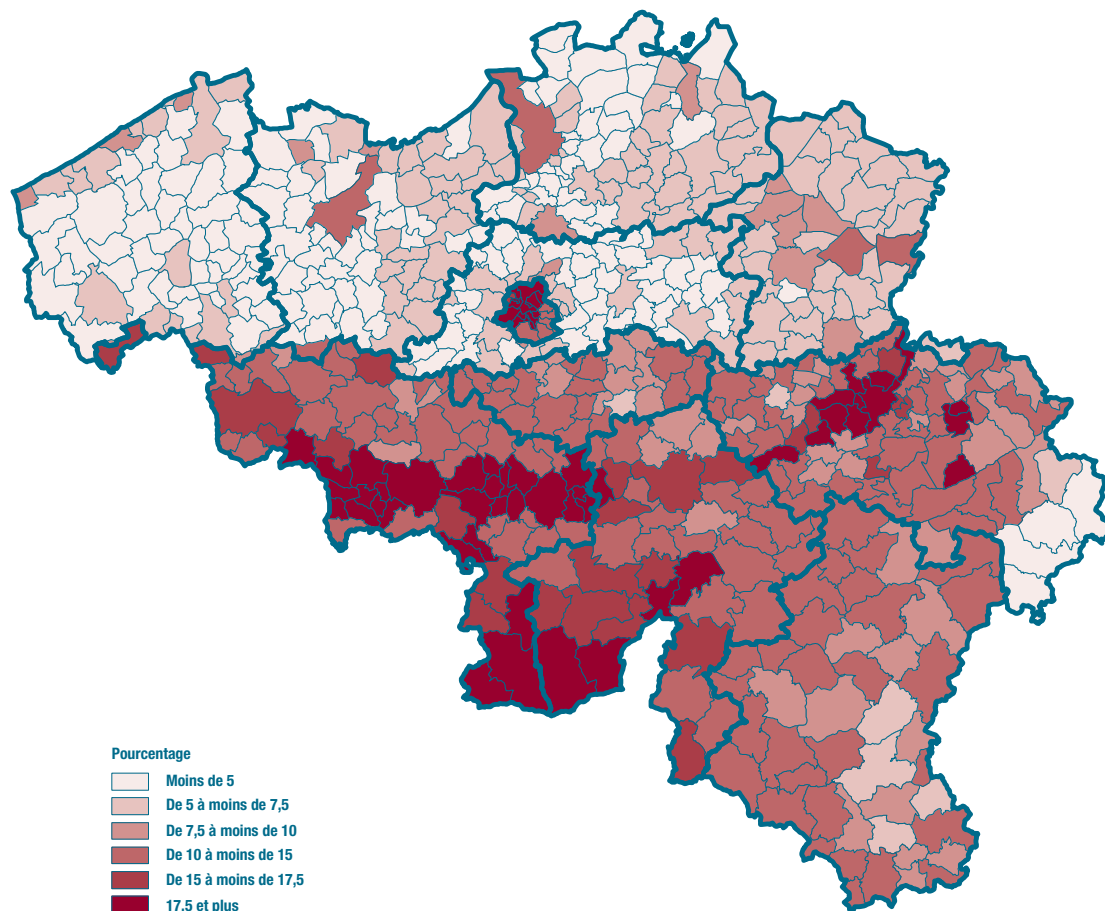 Pourcentage
Moins de 5
De 5 à moins de 7,5
De 7,5 à moins de 10
De 10 à moins de 15
De 15 à moins de 17,5
17,5 et plus